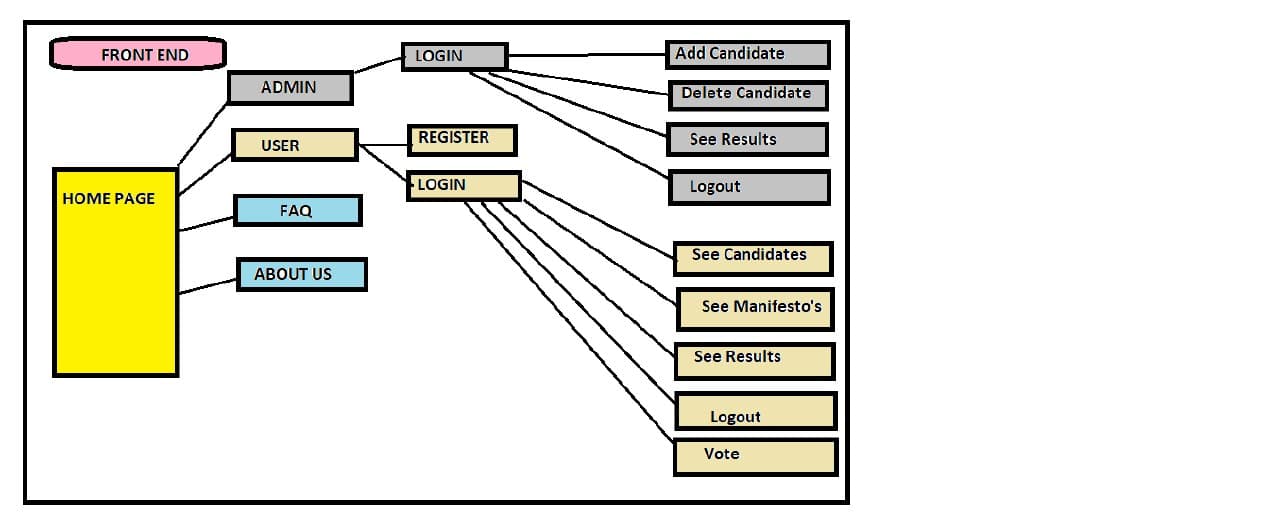 FRONT END
LOGIN
Add Candidate
ADMIN
Delete Candidate
USER
REGISTER
See Results
LOGIN
Logout
HOME PAGE
FAQ
See Candidates
ABOUT US
See Manifesto's
See Results
Logout
Vote